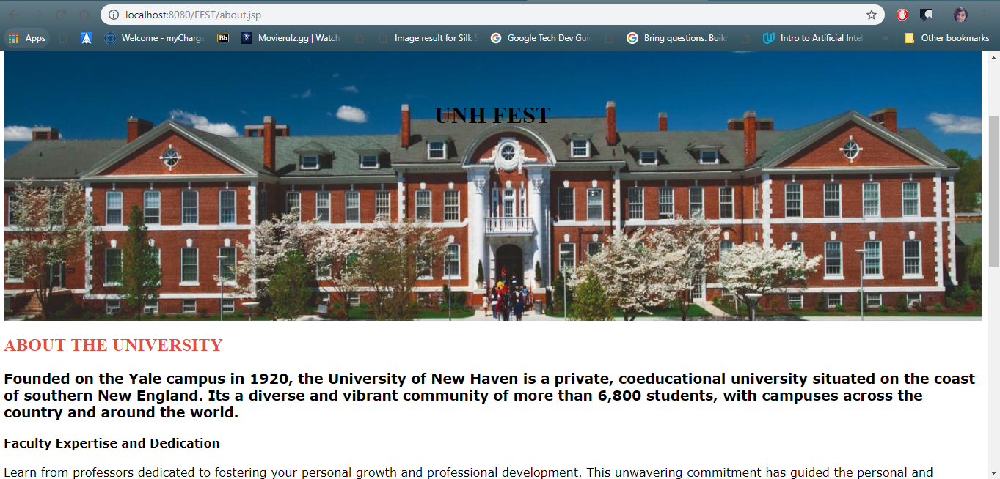 localhost:8080/FEST/about.jsp
Apps
Welcome - myCharge
Bb
Movierulz.gg | Watch
Image result for Silk S
Google Tech Dev Gui
Bring questions. Build
Intro to Artificial Intel
»
Other bookmarks
UNH FEST
ABOUT THE UNIVERSITY
Founded on the Yale campus in 1920, the University of New Haven is a private, coeducational university situated on the coast
of southern New England. Its a diverse and vibrant community of more than 6,800 students, with campuses across the
country and around the world.
Faculty Expertise and Dedication
Learn from professors dedicated to fostering your personal growth and professional development. This unwavering commitment has guided the personal and